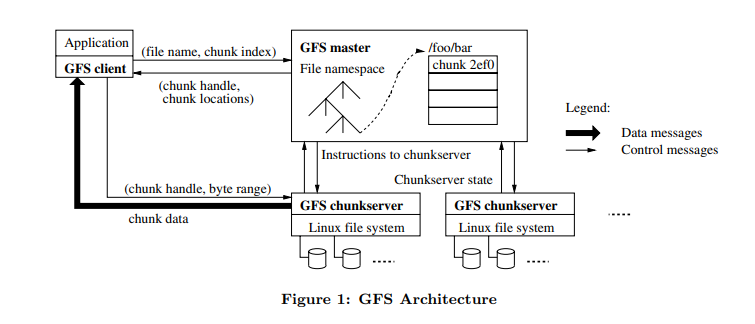 Application
GFS client
(file name, chunk index)
(chunk handle,
chunk locations)
GFS master
File namespace
/foo/bar
chunk 2ef0
Legend:
Data messages
Control messages
Instructions to chunkserver
Chunkserver state
(chunk handle, byte range)
chunk data
GFS chunkserver
Linux file system
GFS chunkserver
Linux file system
Figure 1: GFS Architecture